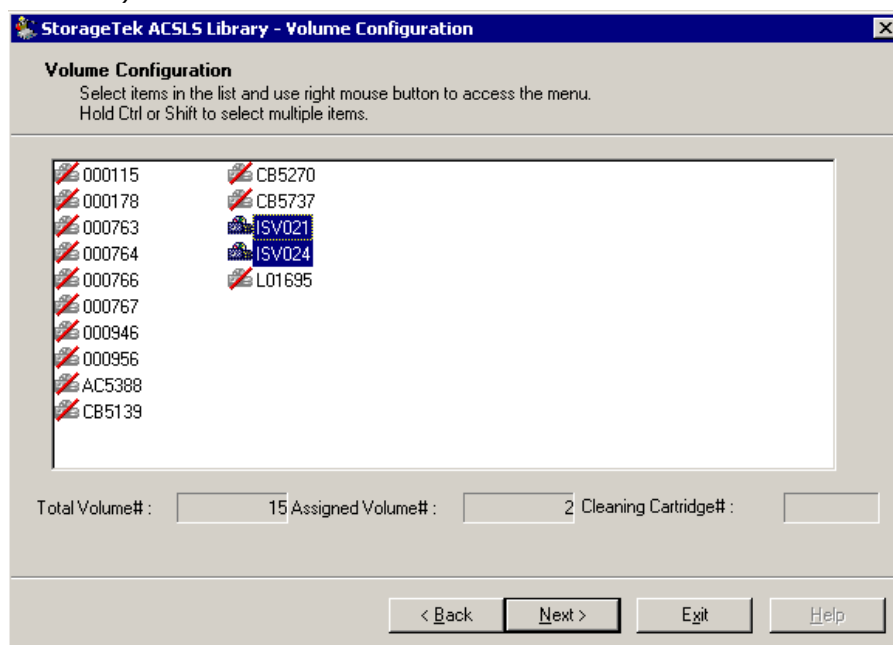 StorageTek ACSLS Library - Volume Configuration
Volume Configuration
Select items in the list and use right mouse button to access the menu.
Hold Ctrl or Shift to select multiple items.
000115
000178
000763
000764
000766
000767
000946
000956
AC5388
CB5139
CB5270
CB5737
ISV021
ISV024
L01695
Total Volume# : 15 Assigned Volume# : 2 Cleaning Cartridge# :
< Back Next > Exit Help